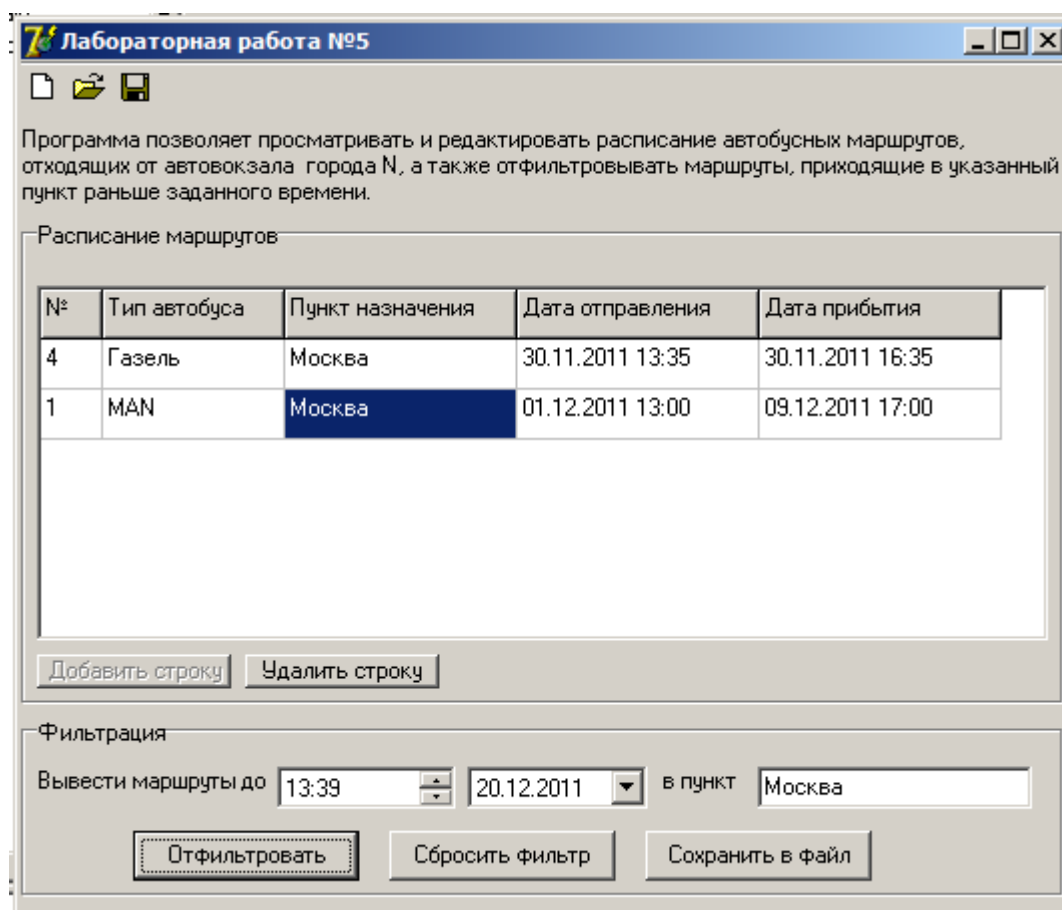 Лабораторная работа №5
Программа позволяет просматривать и редактировать расписание автобусных маршрутов,
отходящих от автовокзала города N, а также отфильтровывать маршруты, приходящие в указанный
пункт раньше заданного времени.
Расписание маршрутов
№ Тип автобуса Пункт назначения Дата отправления Дата прибытия
4 Газель Москва 30.11.2011 13:35 30.11.2011 16:35
1 MAN Москва 01.12.2011 13:00 09.12.2011 17:00
Добавить строку Удалить строку
Фильтрация
Вывести маршруты до 13:39 20.12.2011 в пункт Москва
Отфильтровать Сбросить фильтр Сохранить в файл